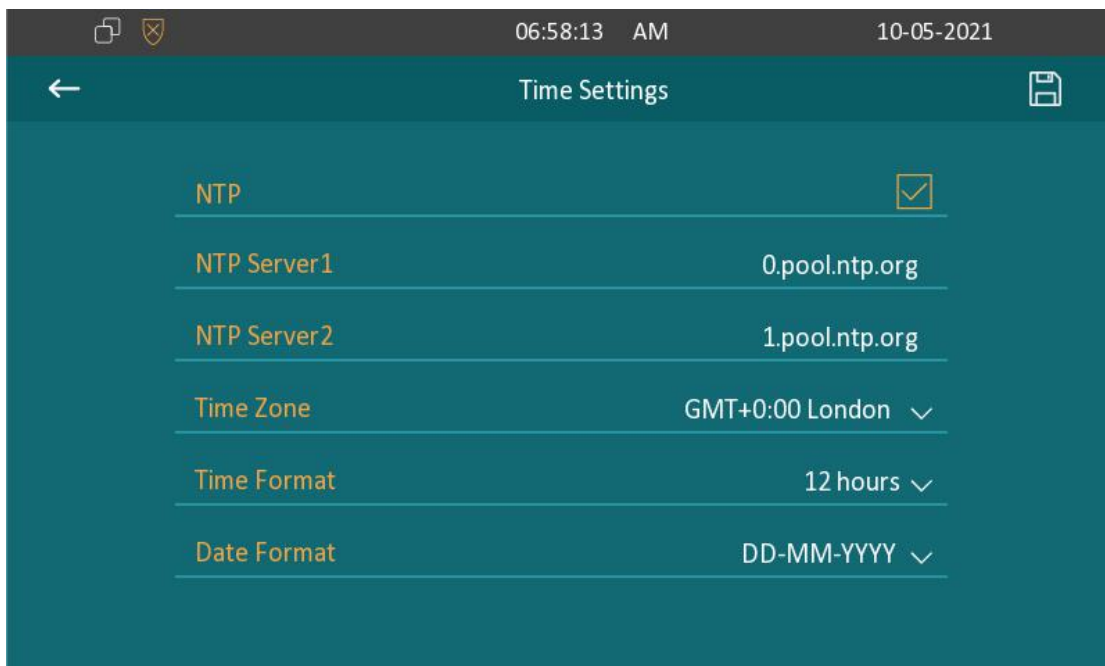 06:58:13 AM 10-05-2021
Time Settings
NTP
NTP Server1 0.pool.ntp.org
NTP Server2 1.pool.ntp.org
Time Zone GMT+0:00 London
Time Format 12 hours
Date Format DD-MM-YYYY